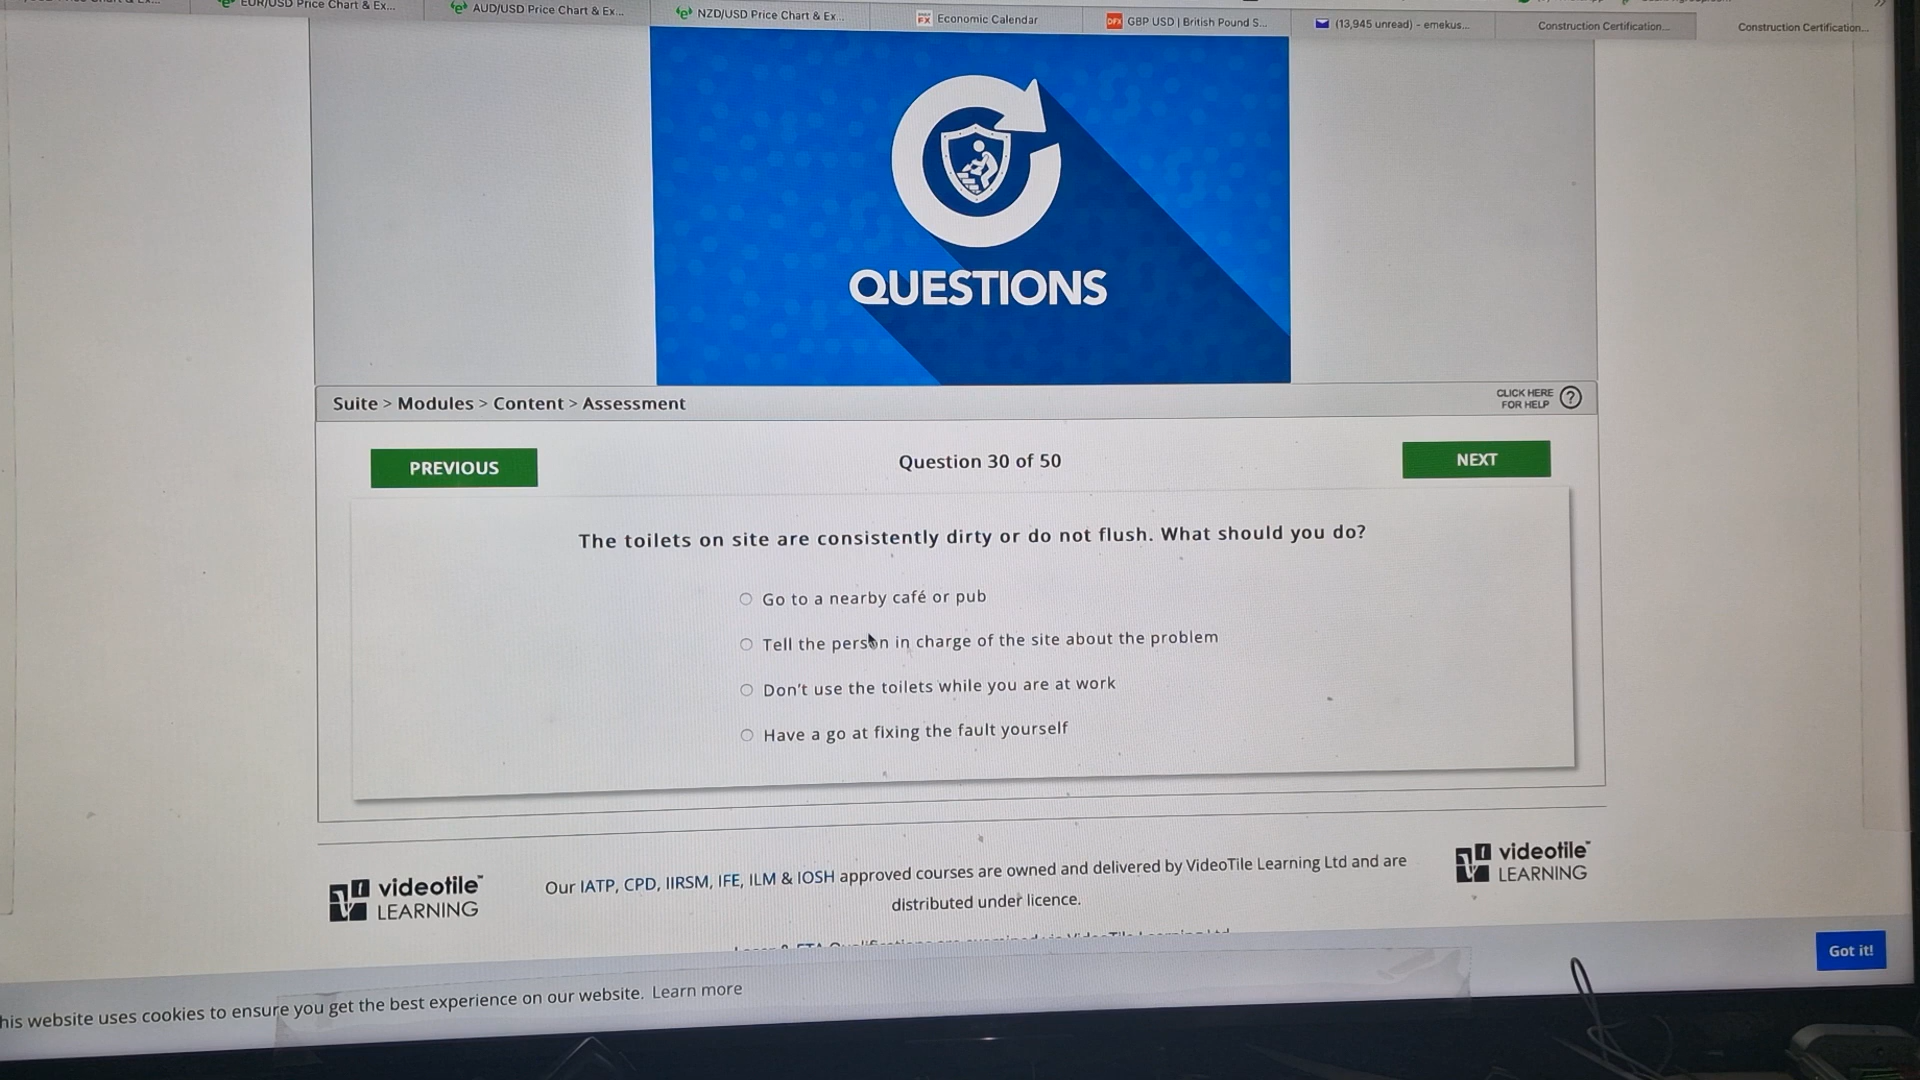 EUR/USD Price Chart & Ex...
AUD/USD Price Chart & Ex...
NZD/USD Price Chart & Ex...
FX Economic Calendar
DFX GBP USD | British Pound S...
(13,945 unread) - emekus...
Construction Certification...
Construction Certification...
QUESTIONS
Suite > Modules > Content > Assessment
CLICK HERE
FOR HELP ?
PREVIOUS
Question 30 of 50
NEXT
The toilets on site are consistently dirty or do not flush. What should you do?
Go to a nearby café or pub
Tell the person in charge of the site about the problem
Don't use the toilets while you are at work
Have a go at fixing the fault yourself
videotile™
LEARNING
Our IATP, CPD, IIRSM, IFE, ILM & IOSH approved courses are owned and delivered by VideoTile Learning Ltd and are
distributed under licence.
videotile™
LEARNING
Got it!
his website uses cookies to ensure you get the best experience on our website. Learn more